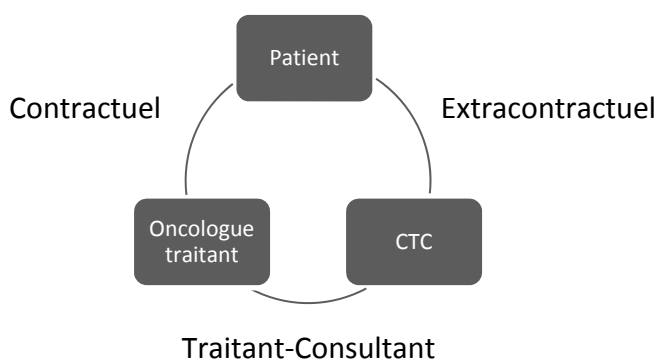 Patient
Contractuel
Extracontractuel
Oncologue
traitant
CTC
Traitant-Consultant